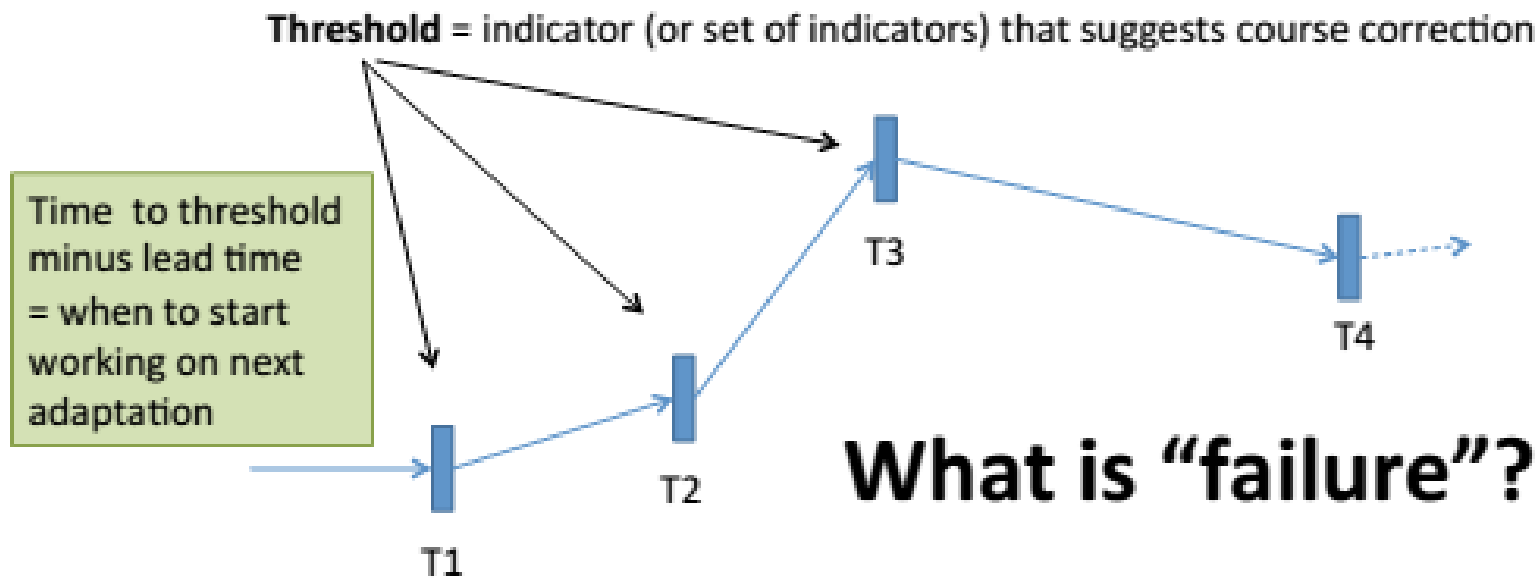 Threshold = indicator (or set of indicators) that suggests course correction
Time to threshold
minus lead time
= when to start
working on next
adaptation
T3
T4
T2
What is “failure”?
T1